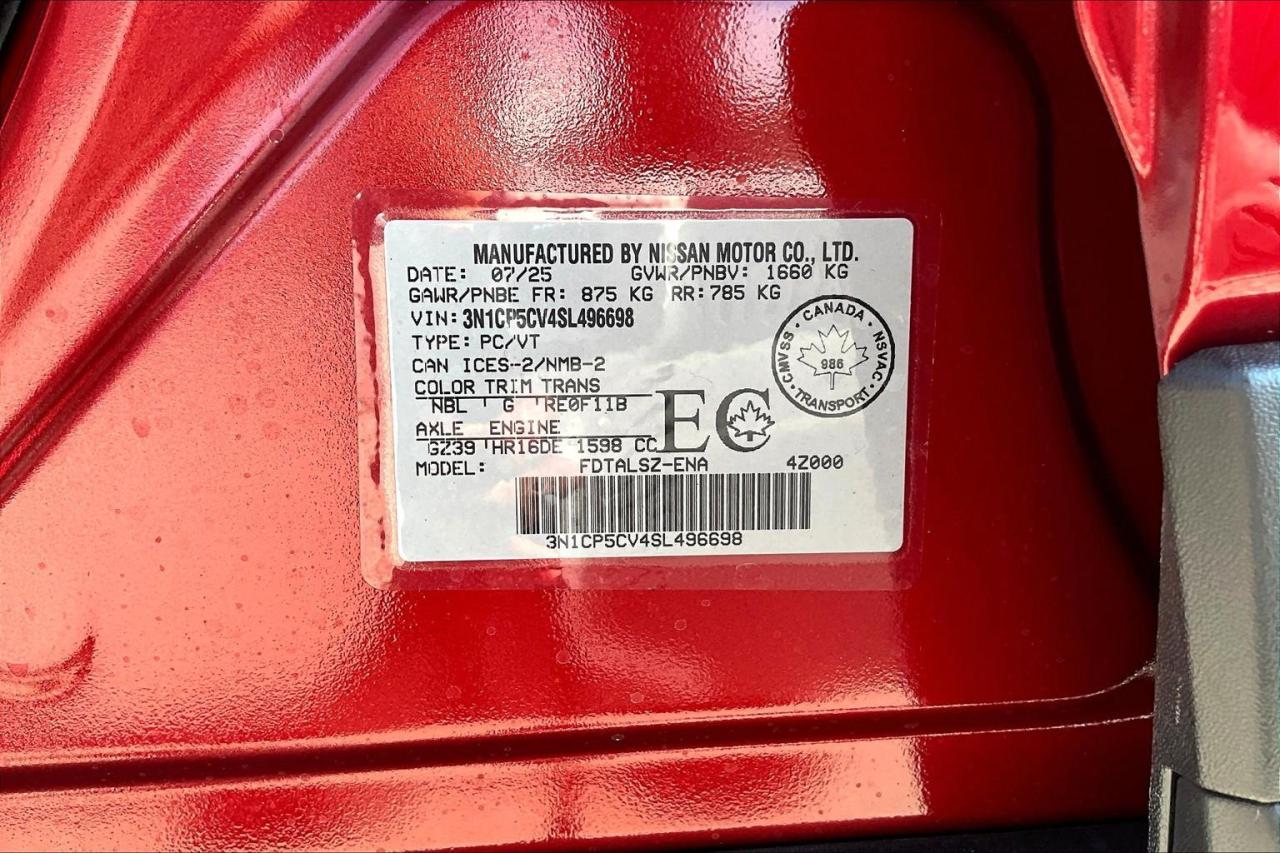 MANUFACTURED BY NISSAN MOTOR CO., LTD.
DATE: 07/25 GVWR/PNBV: 1660 KG
GAWR/PNBE FR: 875 KG RR: 785 KG
VIN: 3N1CP5CV4SL496698
TYPE: PC/VT
CAN ICES-2/NMB-2
COLOR TRIM TRANS
NBL G RE0F11B
AXLE ENGINE
GZ39 HR16DE 1598 CC
MODEL: FDTALSZ-ENA 4Z000
3N1CP5CV4SL496698
EC
CMVSS · CANADA · NSVAC · TRANSPORT ·
986